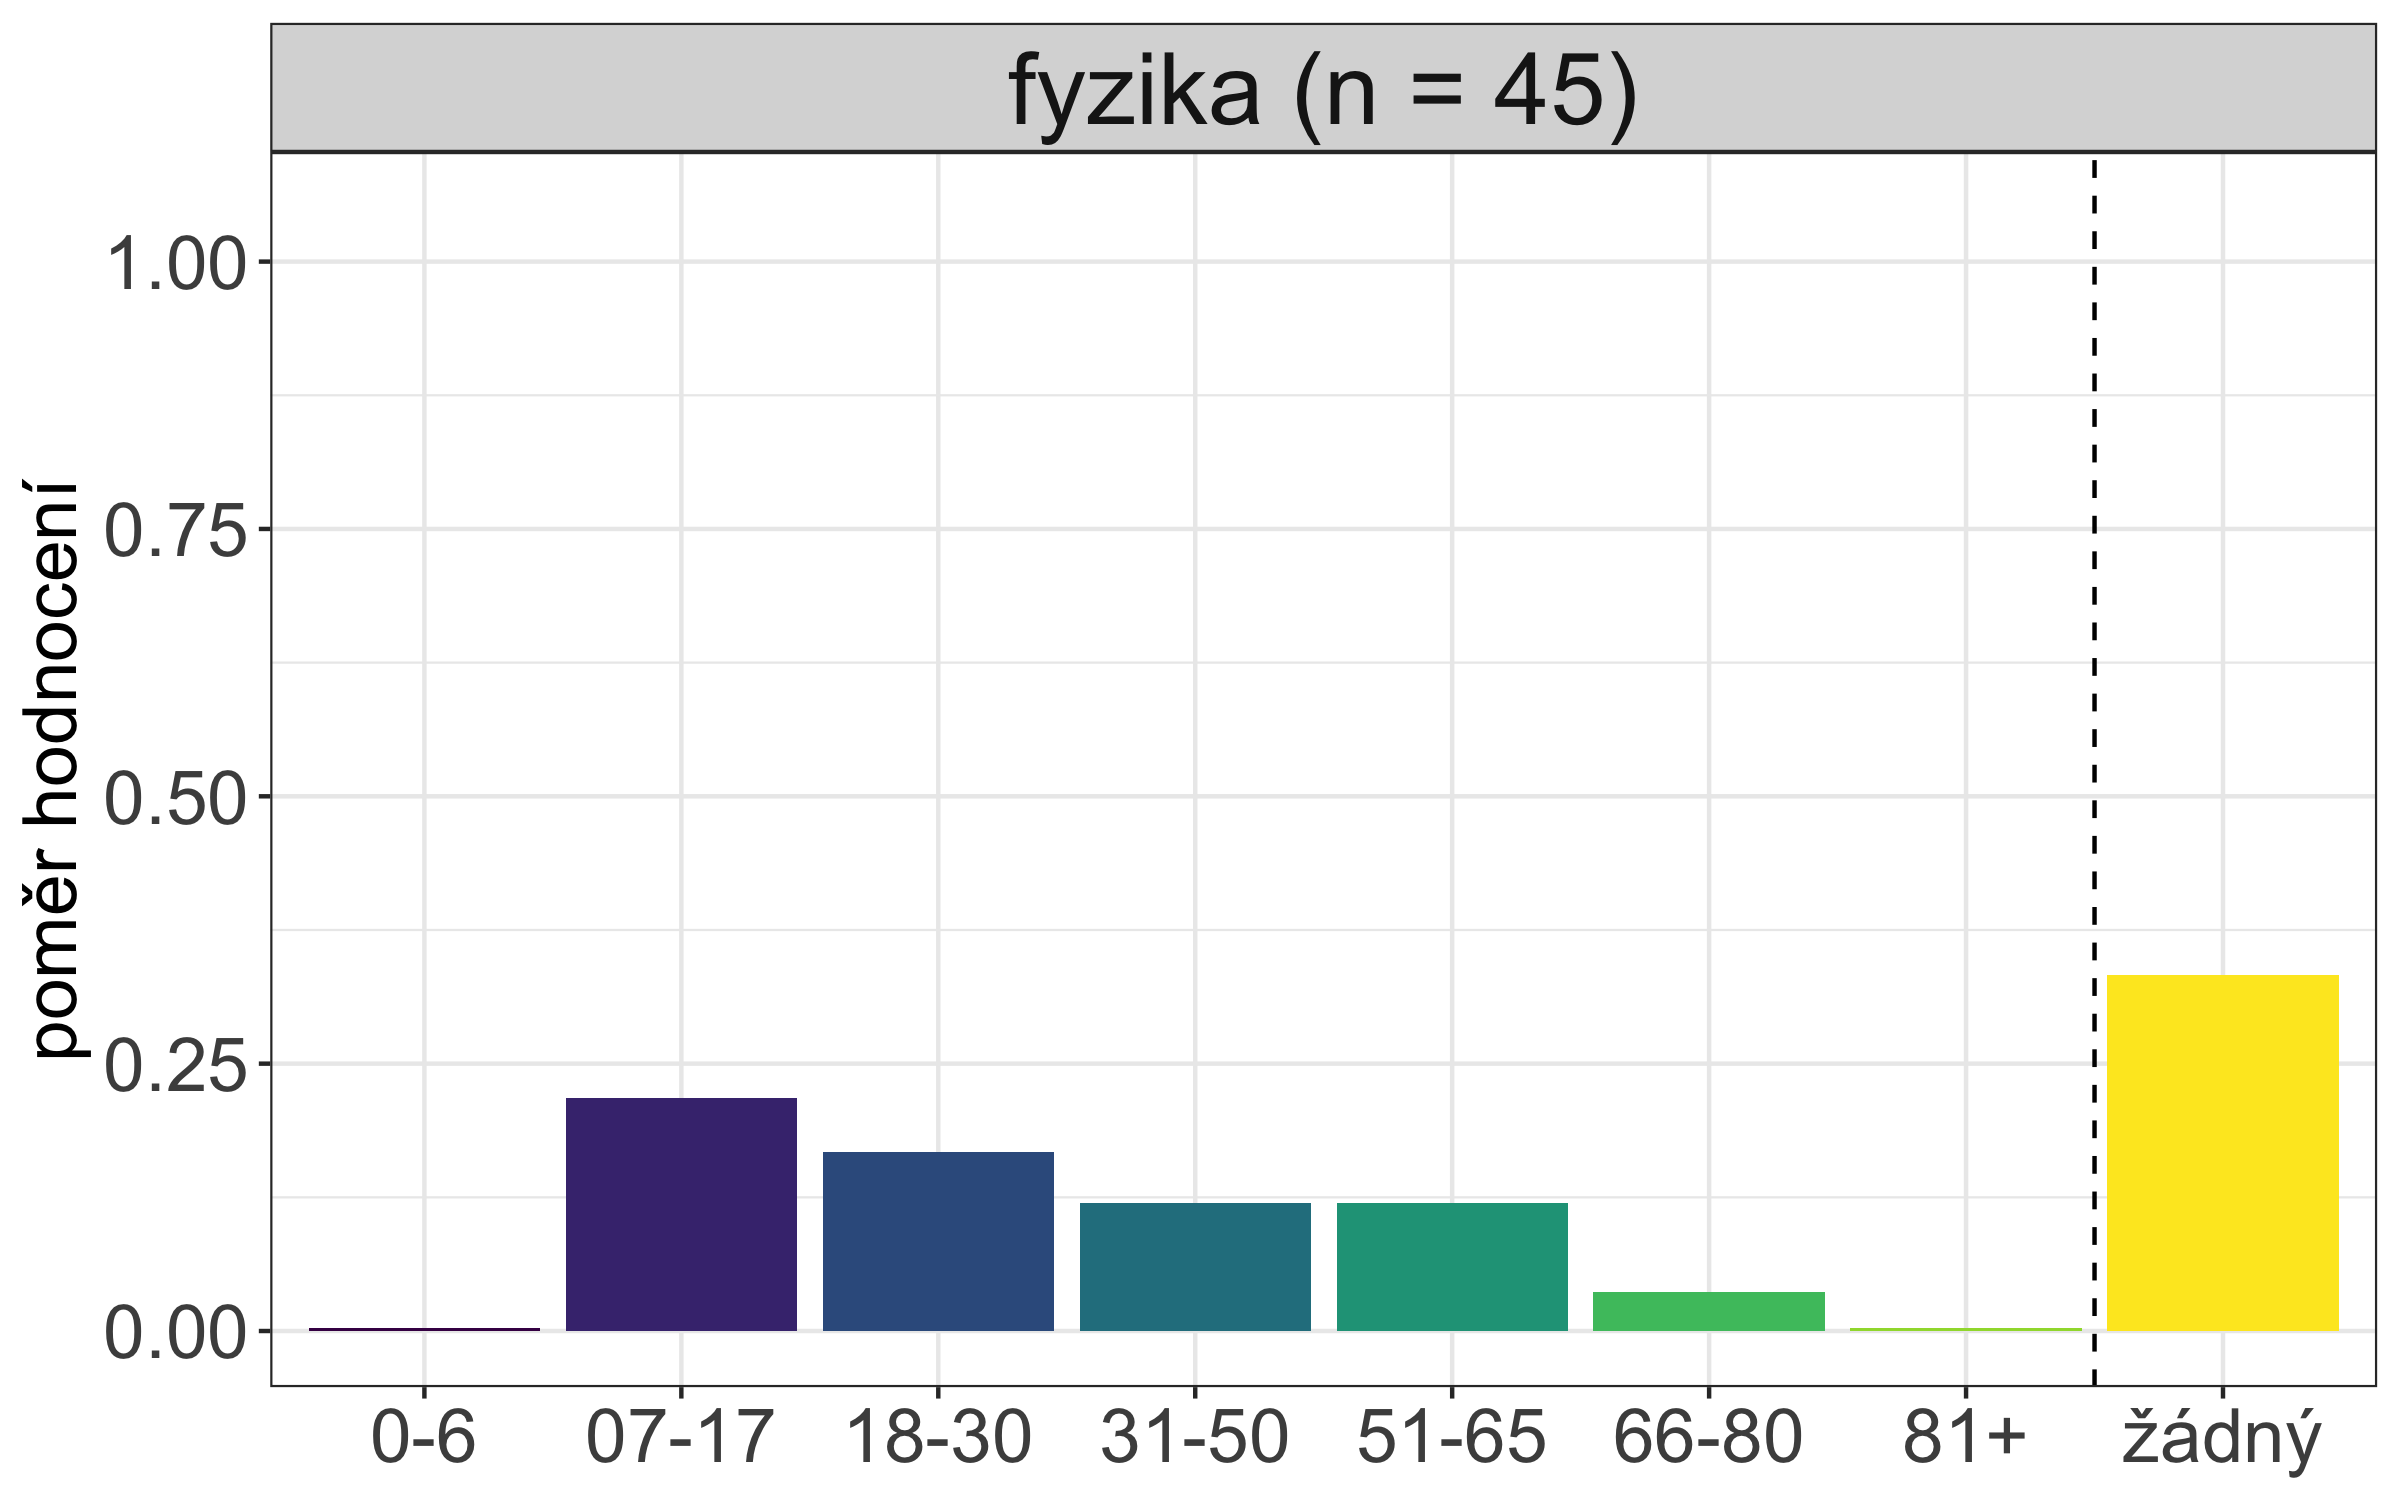 fyzika (n = 45)
poměr hodnocení
1.00
0.75
0.50
0.25
0.00
0-6 07-17 18-30 31-50 51-65 66-80 81+ žádný